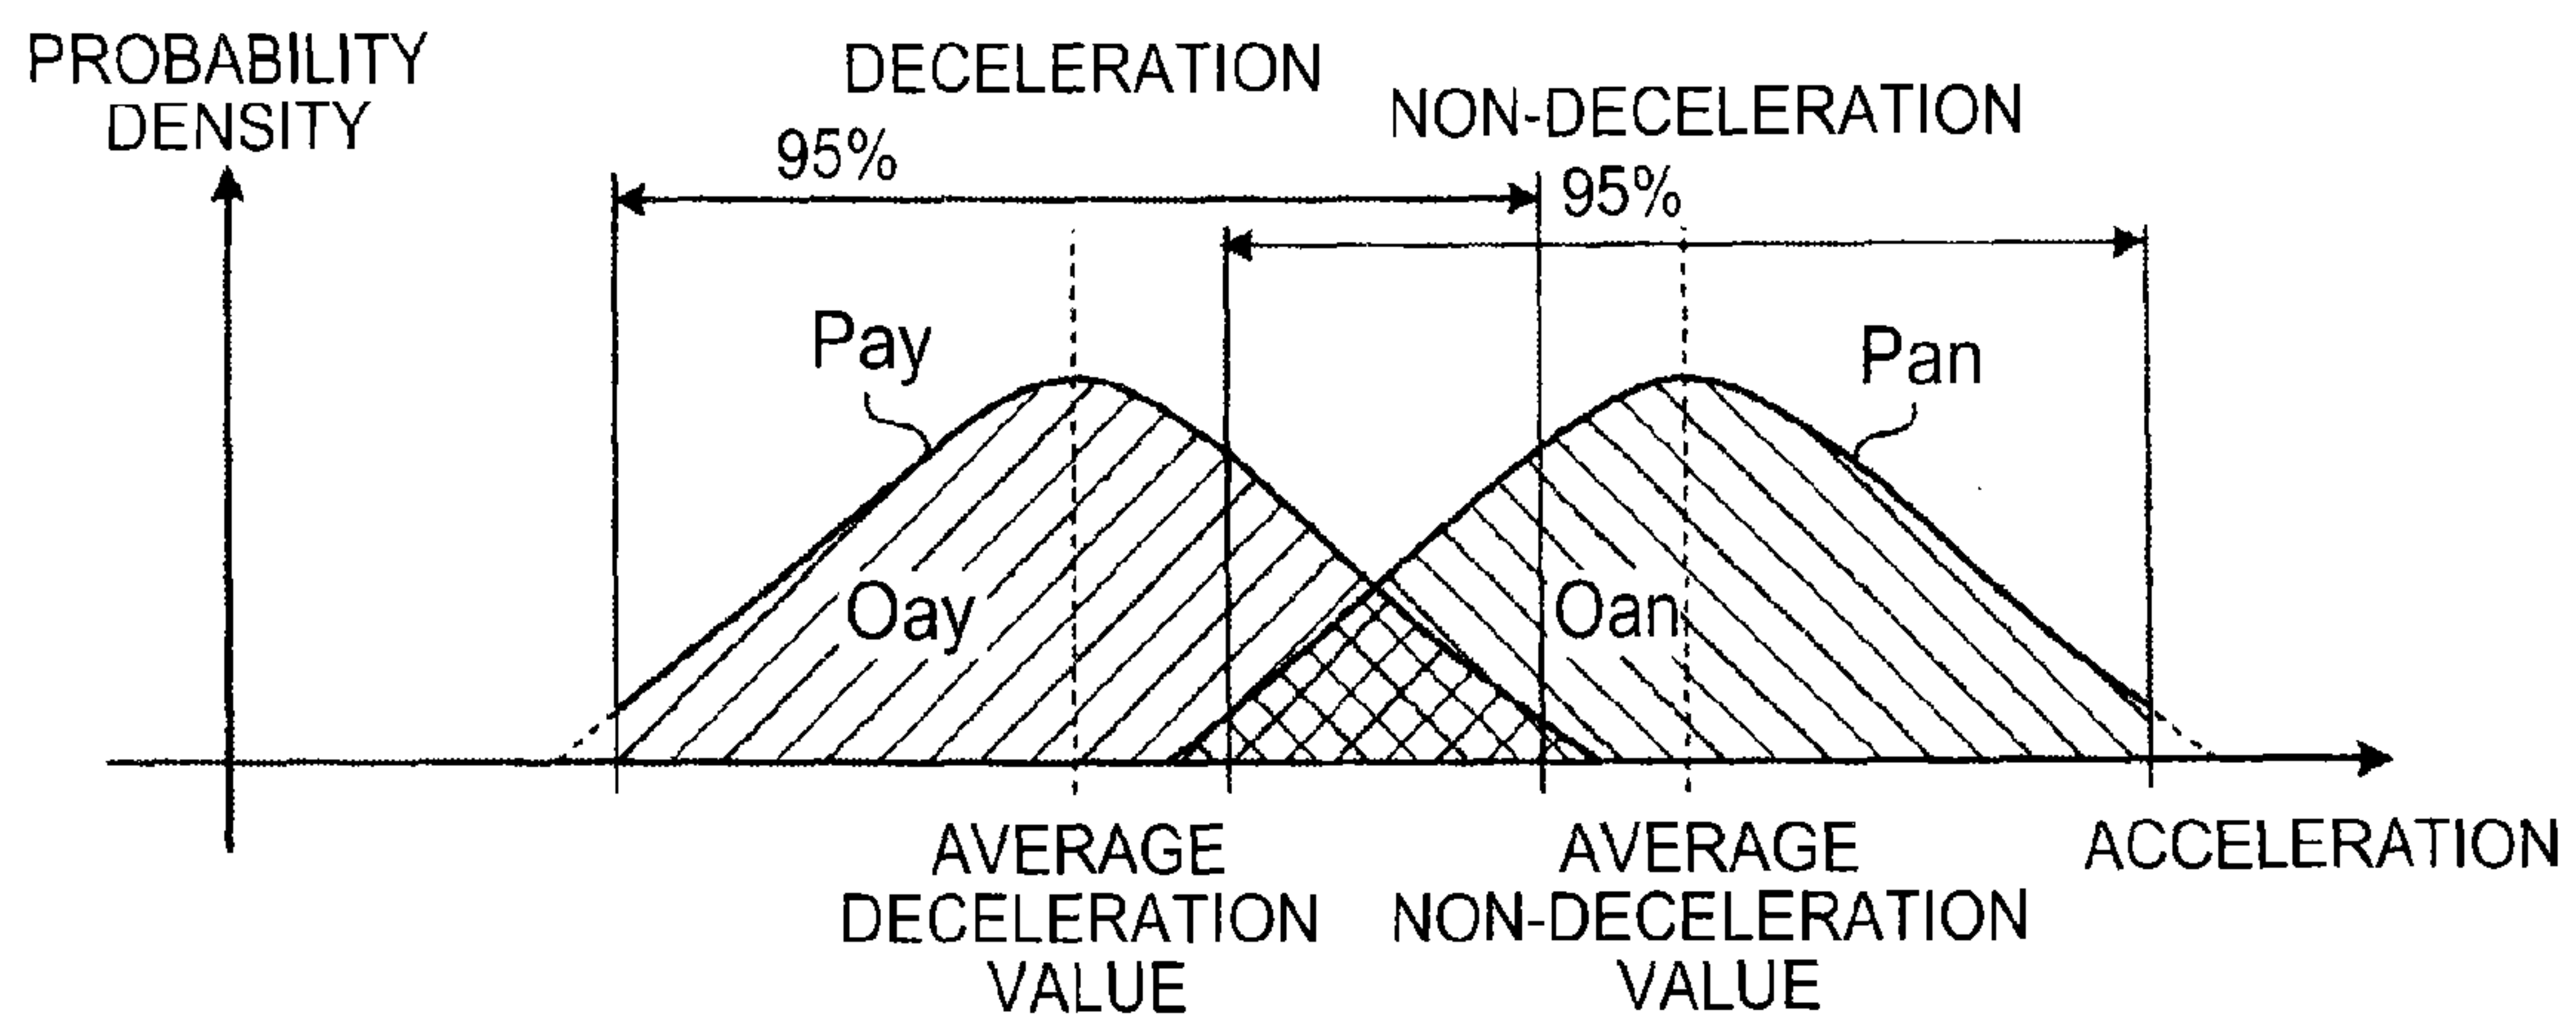 PROBABILITY
DENSITY
DECELERATION
NON-DECELERATION
95%
95%
Pay
Pan
Oay
Oan
AVERAGE
DECELERATION
VALUE
AVERAGE
NON-DECELERATION
VALUE
ACCELERATION